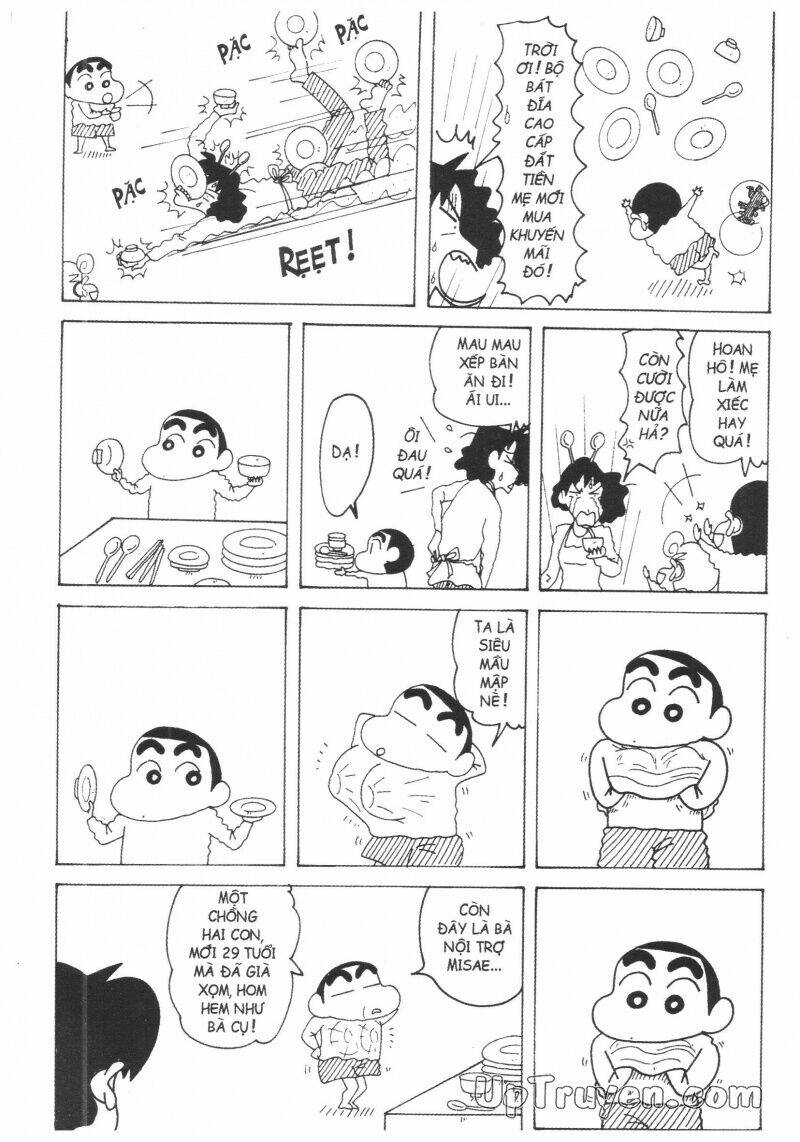 TRỜI
ƠI! BỘ
BÁT
ĐĨA
CAO
CẤP
ĐẮT
TIỀN
MẸ MỚI
MUA
KHUYẾN
MÃI
ĐÓ!
PẶC
PẶC
PẶC
RẸẸT!
HOAN
HÔ! MẸ
LÀM
XIẾC
HAY
QUÁ!
CÒN
CƯỜI
ĐƯỢC
NỮA
HẢ?
MAU MAU
XẾP BÀN
ĂN ĐI!
ÁI UI...
ÔI
ĐAU
QUÁ!
DẠ!
TA LÀ
SIÊU
MẪU
MẬP
NÈ!
CÒN
ĐÂY LÀ BÀ
NỘI TRỢ
MISAE...
MỘT
CHỒNG
HAI CON,
MỚI 29 TUỔI
MÀ ĐÃ GIÀ
XỌM, HOM
HEM NHƯ
BÀ CỤ!
UpTruyen.com